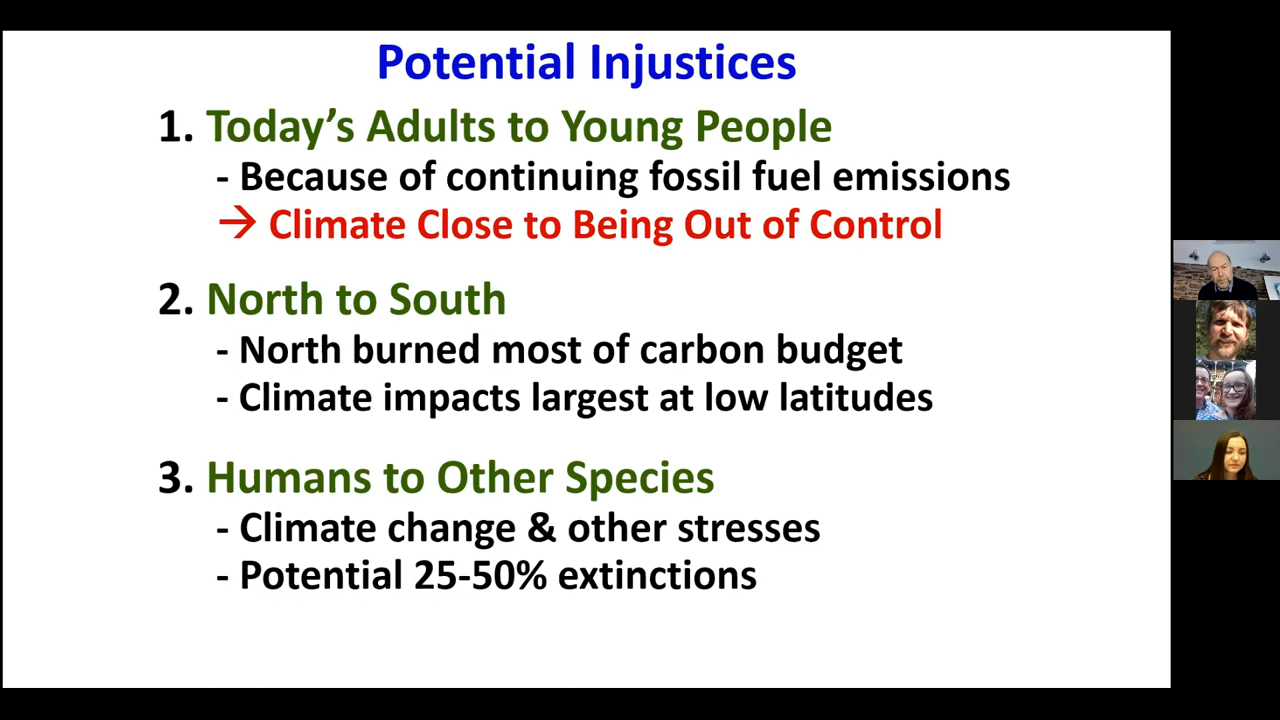 Potential Injustices
1. Today's Adults to Young People
- Because of continuing fossil fuel emissions
→ Climate Close to Being Out of Control
2. North to South
- North burned most of carbon budget
- Climate impacts largest at low latitudes
3. Humans to Other Species
- Climate change & other stresses
- Potential 25-50% extinctions